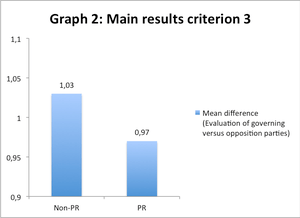 Graph 2: Main results criterion 3
1,1
1,05
1
0,95
0,9
1,03
0,97
Non-PR
PR
Mean difference
(Evaluation of governing
versus opposition parties)